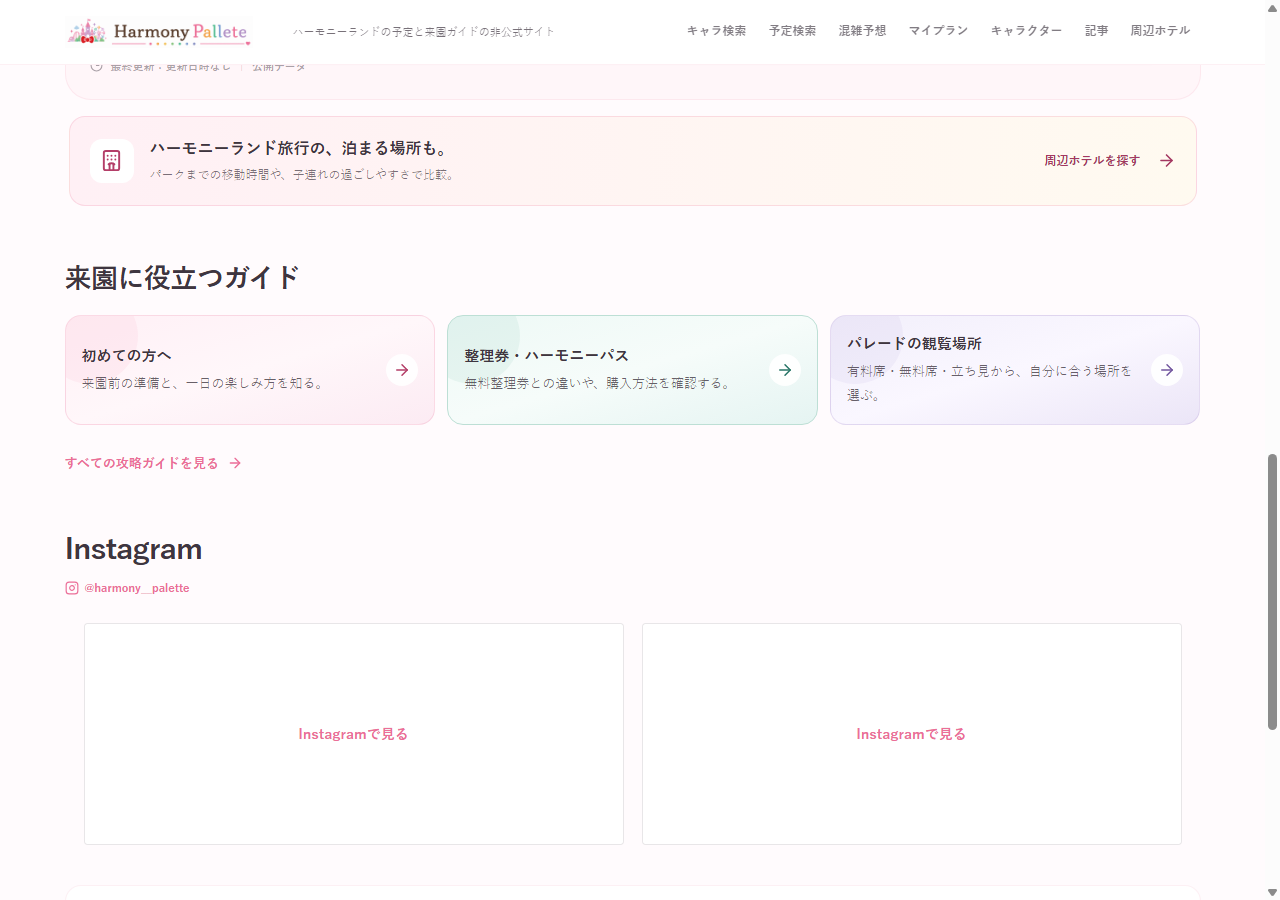 Harmony Pallete
ハーモニーランドの予定と来園ガイドの非公式サイト
キャラ検索
予定検索
混雑予想
マイプラン
キャラクター
記事
周辺ホテル
最終更新：更新日時なし
公開データ
ハーモニーランド旅行の、泊まる場所も。
パークまでの移動時間や、子連れの過ごしやすさで比較。
周辺ホテルを探す
来園に役立つガイド
初めての方へ
来園前の準備と、一日の楽しみ方を知る。
整理券・ハーモニーパス
無料整理券との違いや、購入方法を確認する。
パレードの観覧場所
有料席・無料席・立ち見から、自分に合う場所を
選ぶ。
すべての攻略ガイドを見る
Instagram
@harmony__palette
Instagramで見る
Instagramで見る